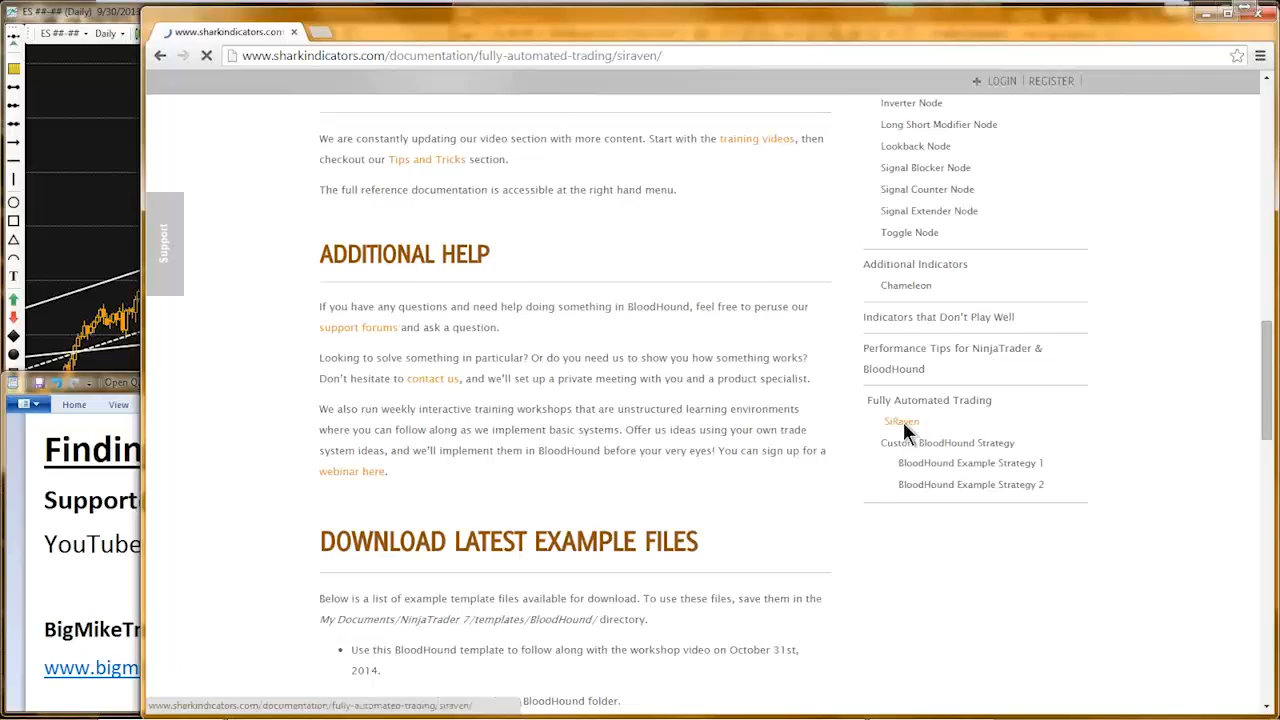 ES ##-## (Daily) 9/30/2013
www.sharkindicators.com
ES ##-##
Daily
www.sharkindicators.com/documentation/fully-automated-trading/siraven/
LOGIN | REGISTER |
Support
We are constantly updating our video section with more content. Start with the training videos, then
checkout our Tips and Tricks section.
The full reference documentation is accessible at the right hand menu.
ADDITIONAL HELP
If you have any questions and need help doing something in BloodHound, feel free to peruse our
support forums and ask a question.
Looking to solve something in particular? Or do you need us to show you how something works?
Don't hesitate to contact us, and we'll set up a private meeting with you and a product specialist.
We also run weekly interactive training workshops that are unstructured learning environments
where you can follow along as we implement basic systems. Offer us ideas using your own trade
system ideas, and we'll implement them in BloodHound before your very eyes! You can sign up for a
webinar here.
DOWNLOAD LATEST EXAMPLE FILES
Below is a list of example template files available for download. To use these files, save them in the
My Documents/NinjaTrader 7/templates/BloodHound/ directory.
• Use this BloodHound template to follow along with the workshop video on October 31st,
2014.
\BloodHound folder.
www.sharkindicators.com/documentation/fully-automated-trading/siraven/
Inverter Node
Long Short Modifier Node
Lookback Node
Signal Blocker Node
Signal Counter Node
Signal Extender Node
Toggle Node
Additional Indicators
Chameleon
Indicators that Don't Play Well
Performance Tips for NinjaTrader &
BloodHound
Fully Automated Trading
SiRaven
Custom BloodHound Strategy
BloodHound Example Strategy 1
BloodHound Example Strategy 2
T
Open Q
Home View
Finding
Support
YouTube
BigMikeTr
www.bigm